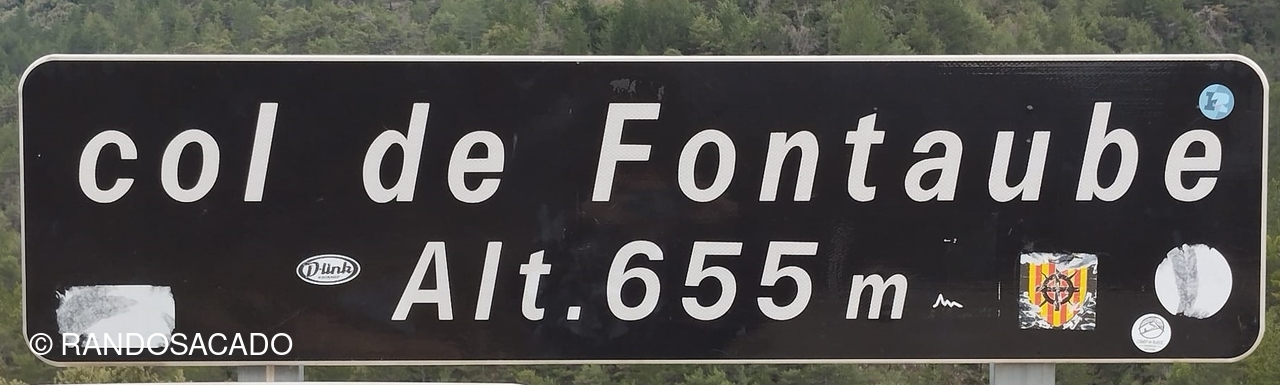 col de Fontaube
Alt. 655 m
D-link
© RANDOSACADO